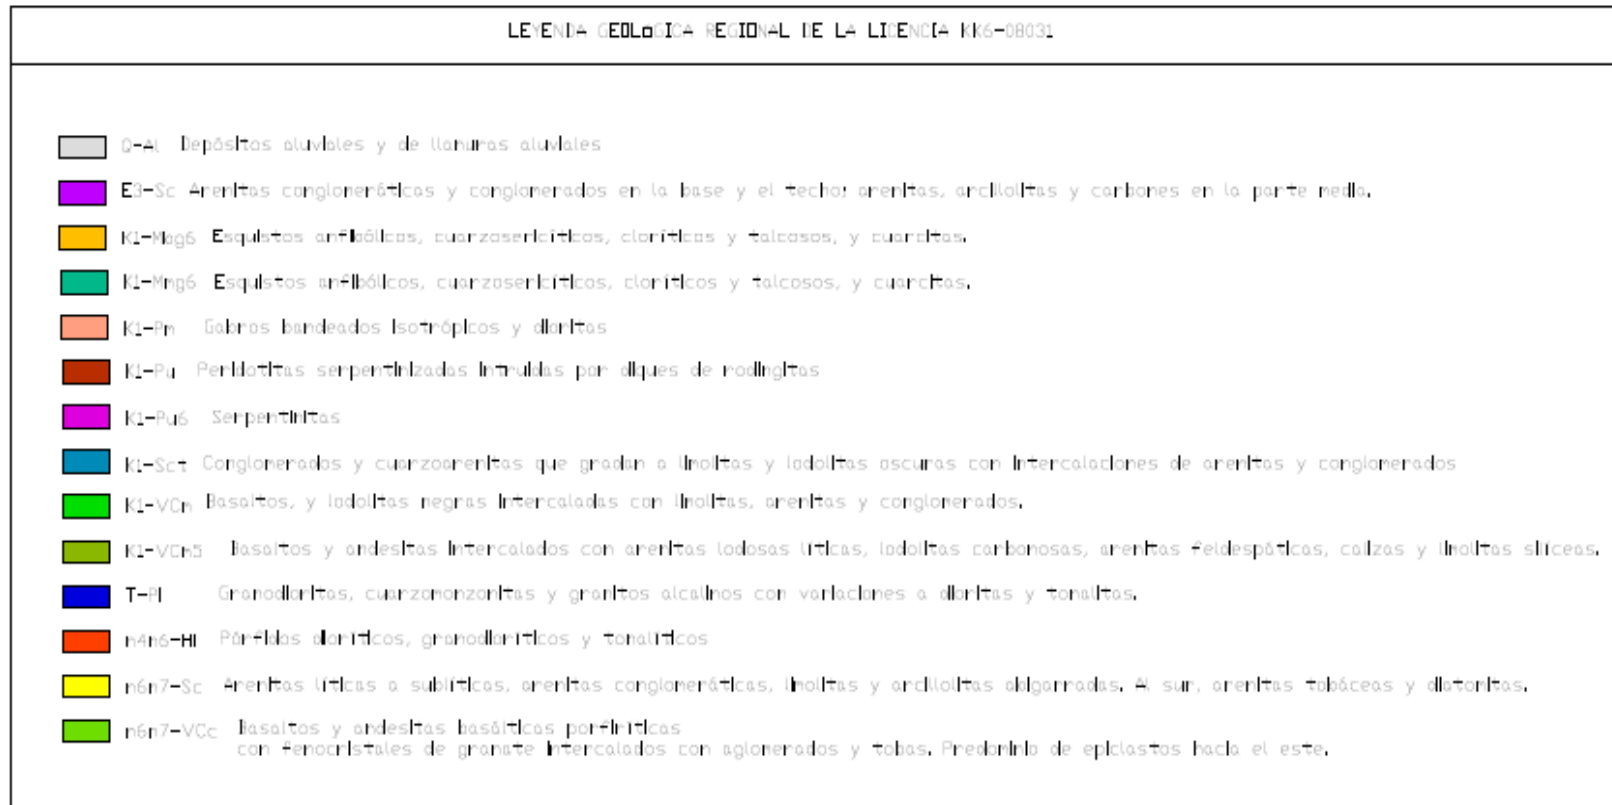 LEYENDA GEOLóGICA REGIONAL DE LA LICENCIA KK6-08031
Q-Al Depósitos aluviales y de llanuras aluviales
E3-Sc Arenitas conglomeráticas y conglomerados en la base y el techo; arenitas, arcillolitas y carbones en la parte media.
K1-Mag6 Esquistos anfibólicos, cuarzosericíticos, cloríticos y talcosos, y cuarcitas.
K1-Mmg6 Esquistos anfibólicos, cuarzosericíticos, cloríticos y talcosos, y cuarcitas.
K1-Pm Gabros bandeados isotrópicos y dioritas
K1-Pu Peridotitas serpentinizadas intruidas por diques de rodingitas
K1-Pu6 Serpentinitas
K1-Sct Conglomerados y cuarzoarenitas que gradan a limolitas y lodolitas oscuras con intercalaciones de arenitas y conglomerados
K1-VCm Basaltos, y lodolitas negras intercaladas con limolitas, arenitas y conglomerados.
K1-VCm5 Basaltos y andesitas intercalados con arenitas lodosas líticas, lodolitas carbonosas, arenitas feldespáticas, calizas y limolitas silíceas.
T-Pi Granodioritas, cuarzomonzonitas y granitos alcalinos con variaciones a dioritas y tonalitas.
n4n6-Hi Pórfidos dioríticos, granodioríticos y tonalíticos
n6n7-Sc Arenitas líticas a sublíticas, arenitas conglomeráticas, limolitas y arcillolitas abigarradas. Al sur, arenitas tobáceas y diatomitas.
n6n7-VCc Basaltos y andesitas basálticas porfiríticas
con fenocristales de granate intercalados con aglomerados y tobas. Predominio de epiclastos hacia el este.